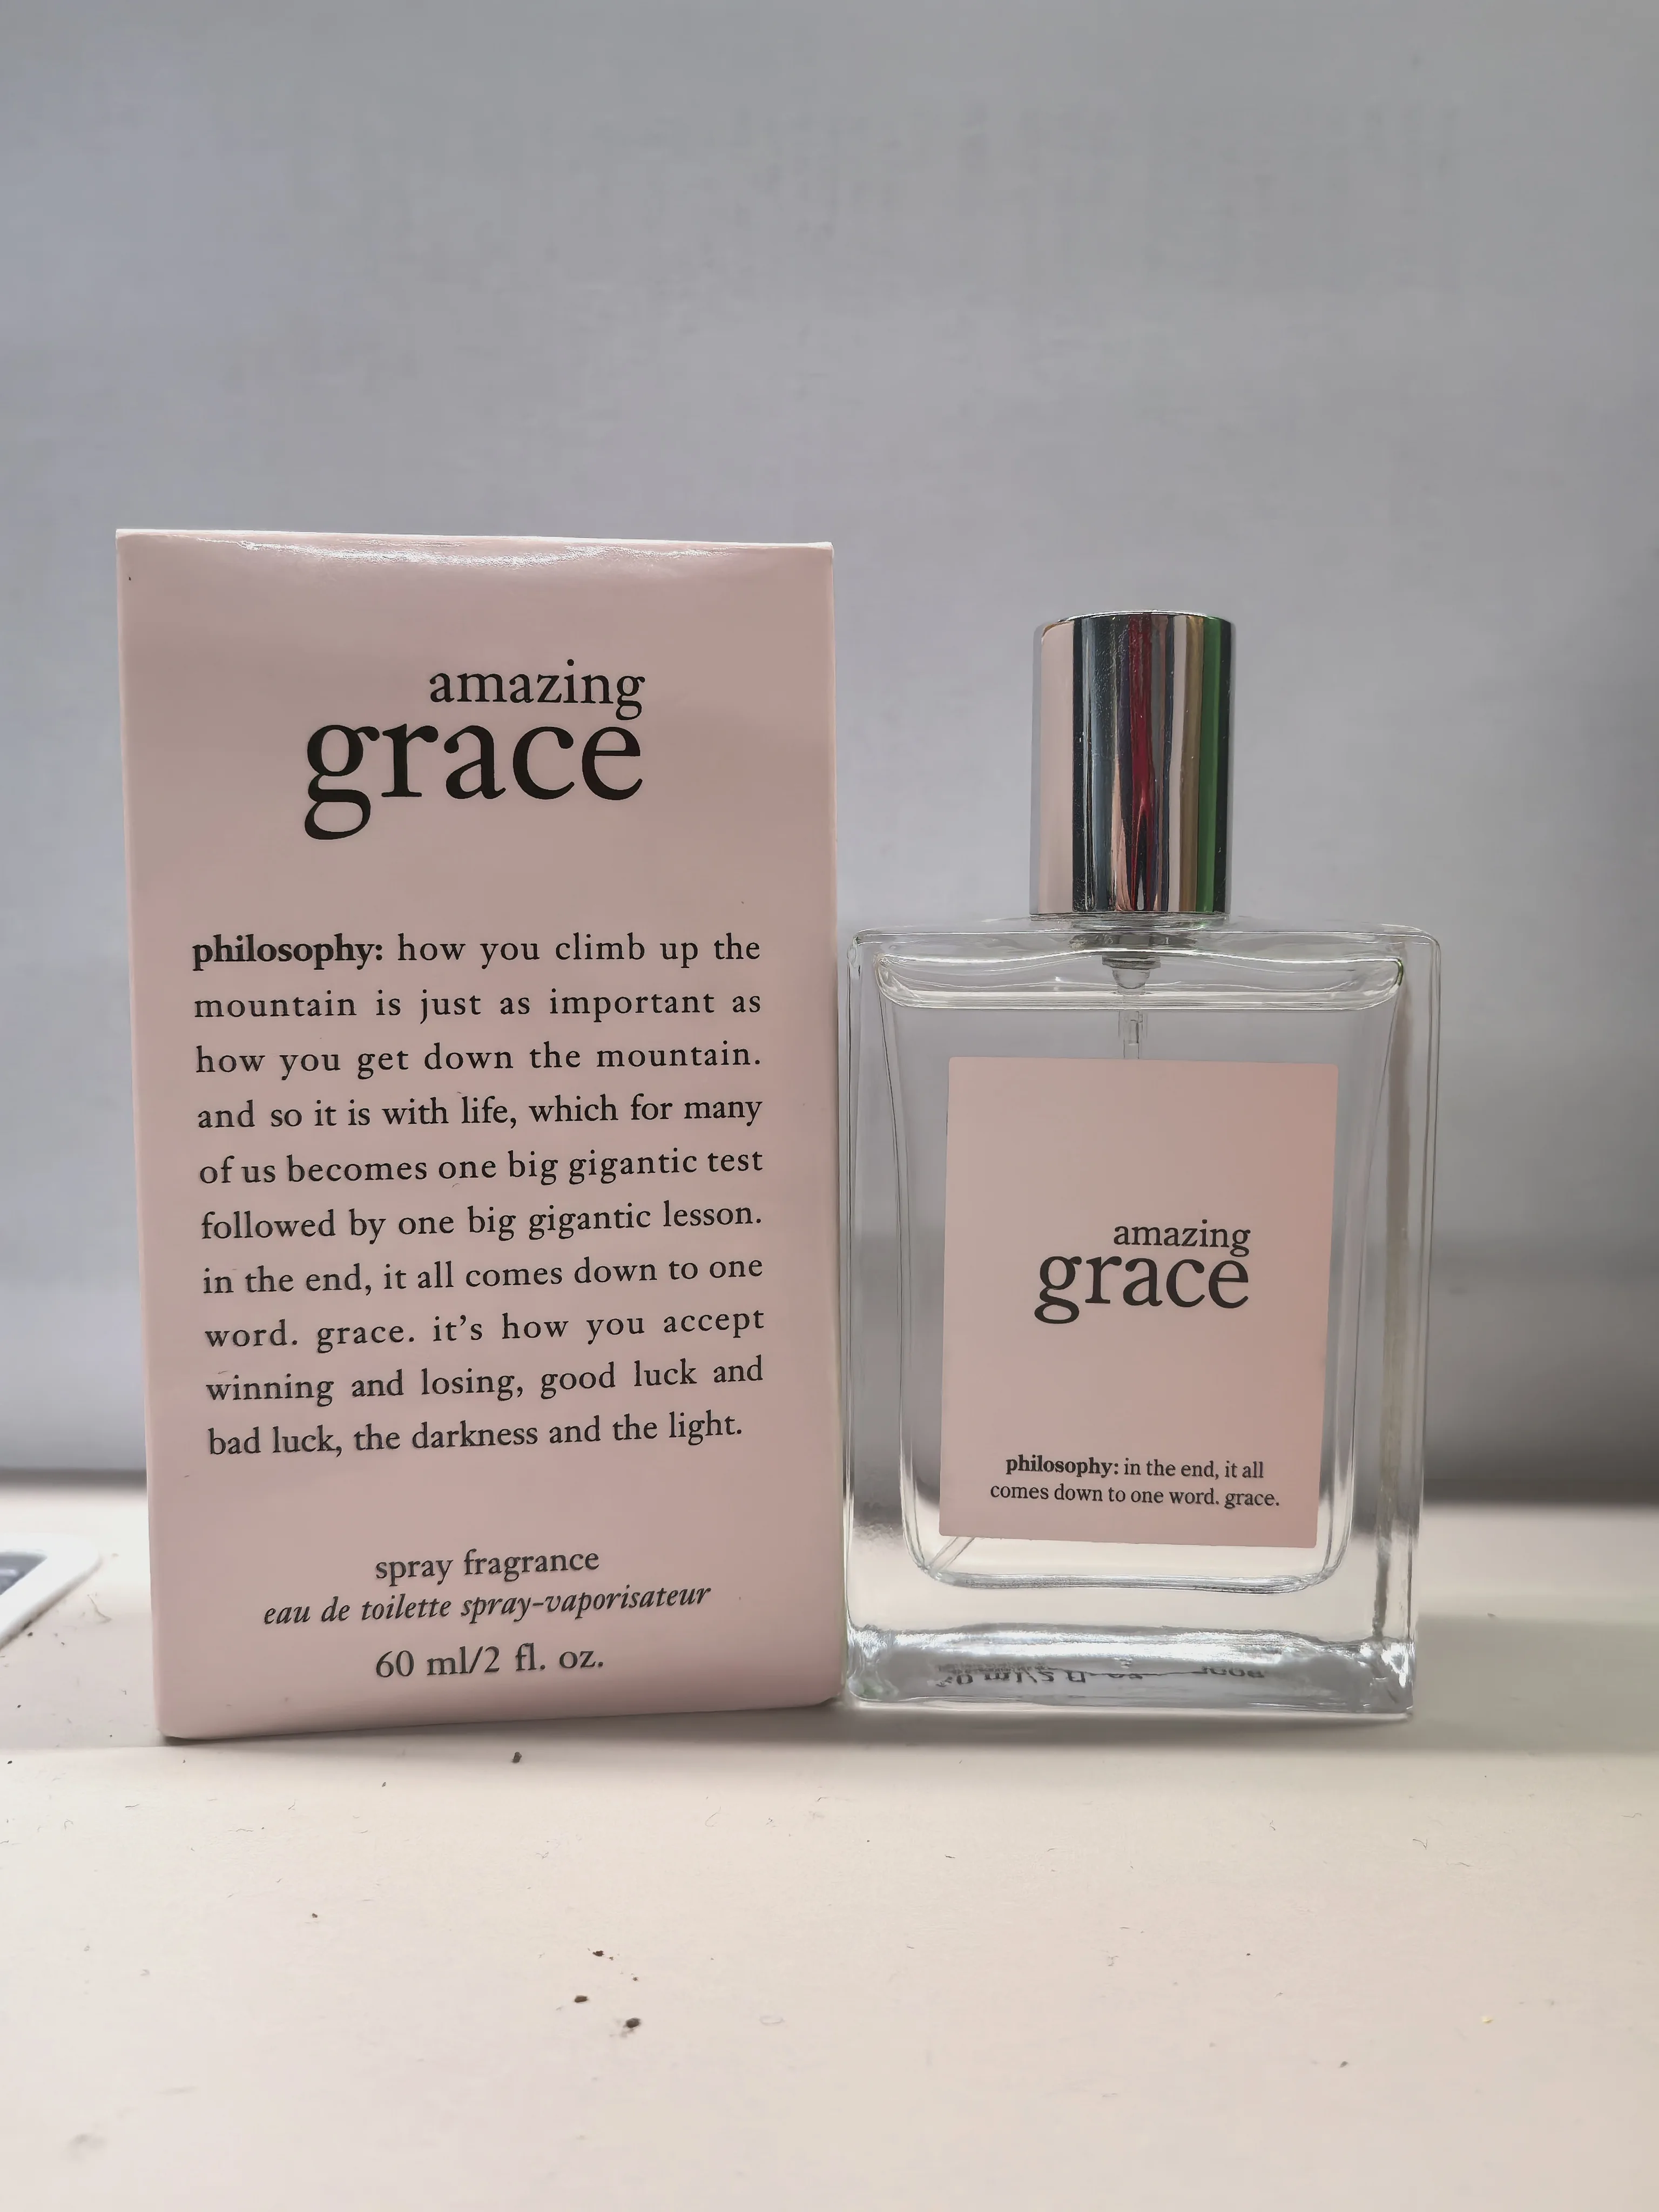 amazing
grace
philosophy: how you climb up the
mountain is just as important as
how you get down the mountain.
and so it is with life, which for many
of us becomes one big gigantic test
followed by one big gigantic lesson.
in the end, it all comes down to one
word. grace. it's how you accept
winning and losing, good luck and
bad luck, the darkness and the light.
spray fragrance
eau de toilette spray-vaporisateur
60 ml/2 fl. oz.
amazing
grace
philosophy: in the end, it all
comes down to one word. grace.